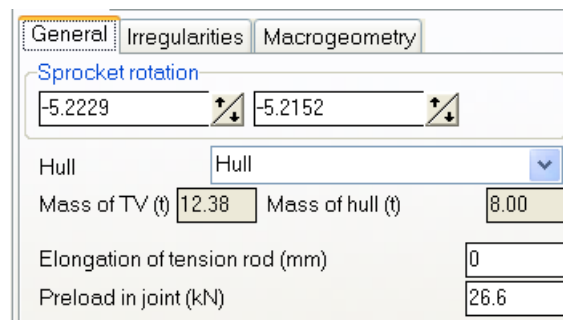 General Irregularities Macrogeometry
Sprocket rotation
-5.2229 -5.2152
Hull Hull
Mass of TV (t) 12.38 Mass of hull (t) 8.00
Elongation of tension rod (mm) 0
Preload in joint (kN) 26.6